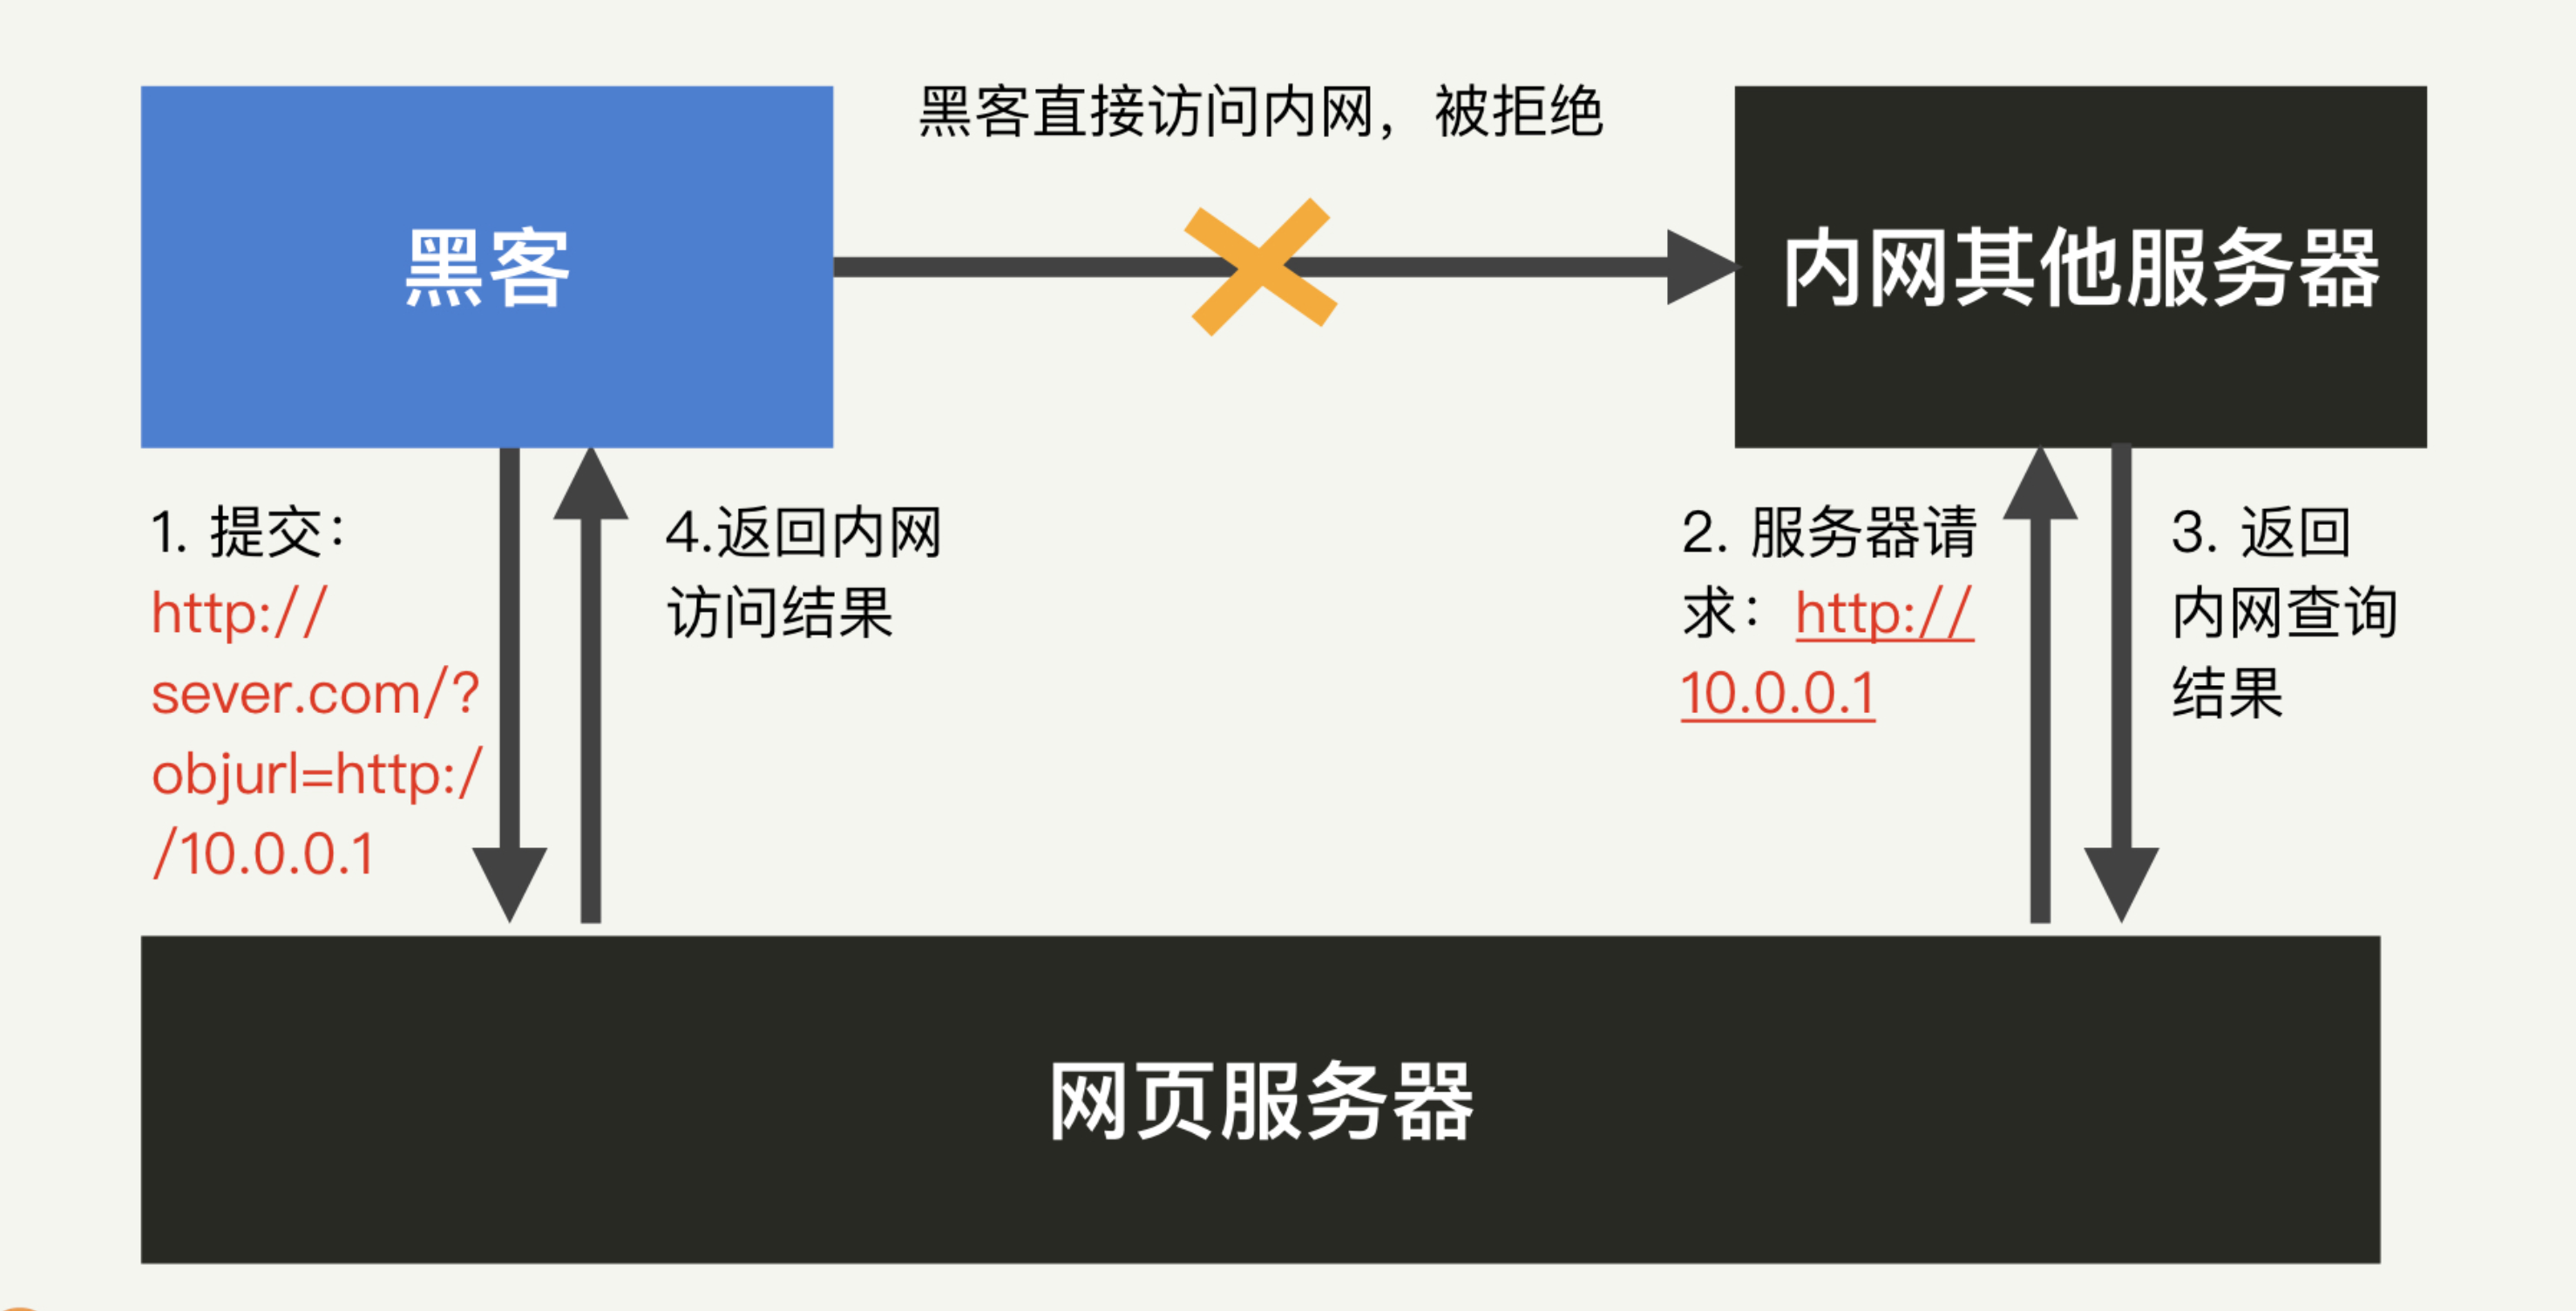 黑客直接访问内网，被拒绝
黑客
内网其他服务器
1. 提交：
http://
sever.com/?
objurl=http:/
/10.0.0.1
4.返回内网
访问结果
2. 服务器请
求：http://
10.0.0.1
3. 返回
内网查询
结果
网页服务器